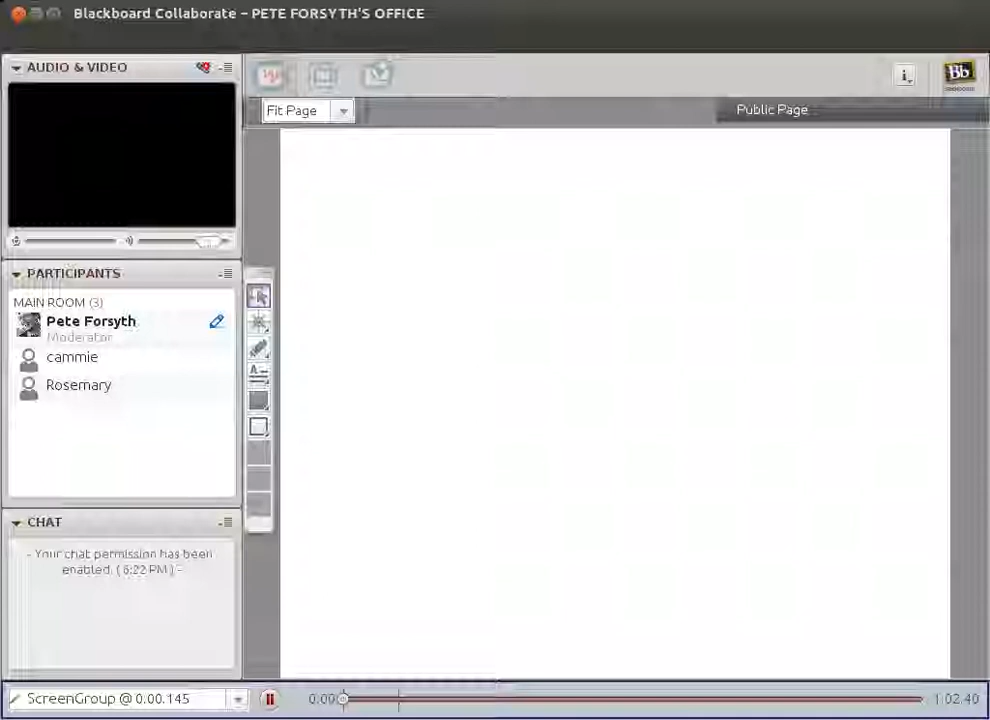 Blackboard Collaborate – PETE FORSYTH'S OFFICE
AUDIO & VIDEO
Bb
Fit Page
Public Page
PARTICIPANTS
MAIN ROOM (3)
Pete Forsyth
Moderator
cammie
Rosemary
CHAT
- Your chat permission has been
enabled. ( 6:22 PM ) -
ScreenGroup @ 0:00.145
0:00
1:02:40